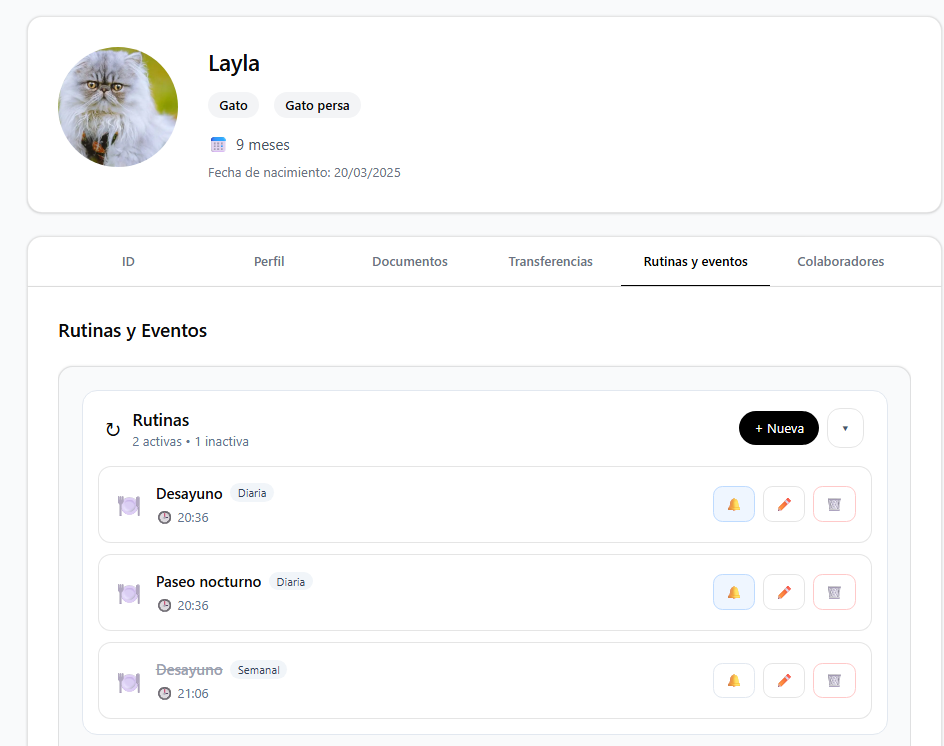 Layla
Gato Gato persa
9 meses
Fecha de nacimiento: 20/03/2025
ID Perfil Documentos Transferencias Rutinas y eventos Colaboradores
Rutinas y Eventos
Rutinas
2 activas • 1 inactiva
+ Nueva
Desayuno Diaria
20:36
Paseo nocturno Diaria
20:36
Desayuno Semanal
21:06